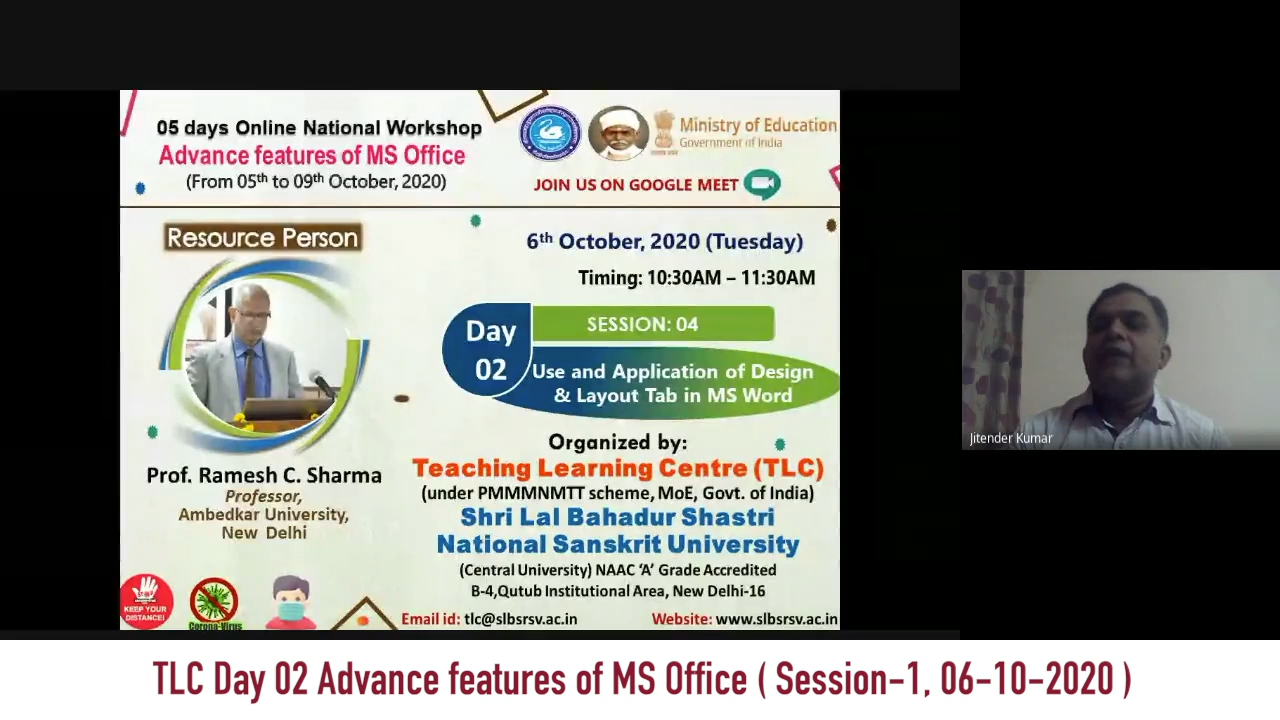 05 days Online National Workshop
Advance features of MS Office
(From 05th to 09th October, 2020)
Ministry of Education
Government of India
JOIN US ON GOOGLE MEET
Resource Person
6th October, 2020 (Tuesday)
Timing: 10:30AM – 11:30AM
Day
02
SESSION: 04
Use and Application of Design
& Layout Tab in MS Word
Prof. Ramesh C. Sharma
Professor,
Ambedkar University,
New Delhi
Organized by:
Teaching Learning Centre (TLC)
(under PMMMNMTT scheme, MoE, Govt. of India)
Shri Lal Bahadur Shastri
National Sanskrit University
(Central University) NAAC ‘A’ Grade Accredited
B-4,Qutub Institutional Area, New Delhi-16
KEEP YOUR
DISTANCE!
Corona-Virus
Email id: tlc@slbsrsv.ac.in
Website: www.slbsrsv.ac.in
Jitender Kumar
TLC Day 02 Advance features of MS Office ( Session-1, 06-10-2020 )